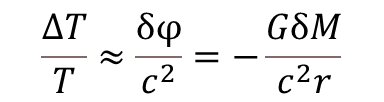 ΔT/T ≈ δφ/c² = − GδM/c²r